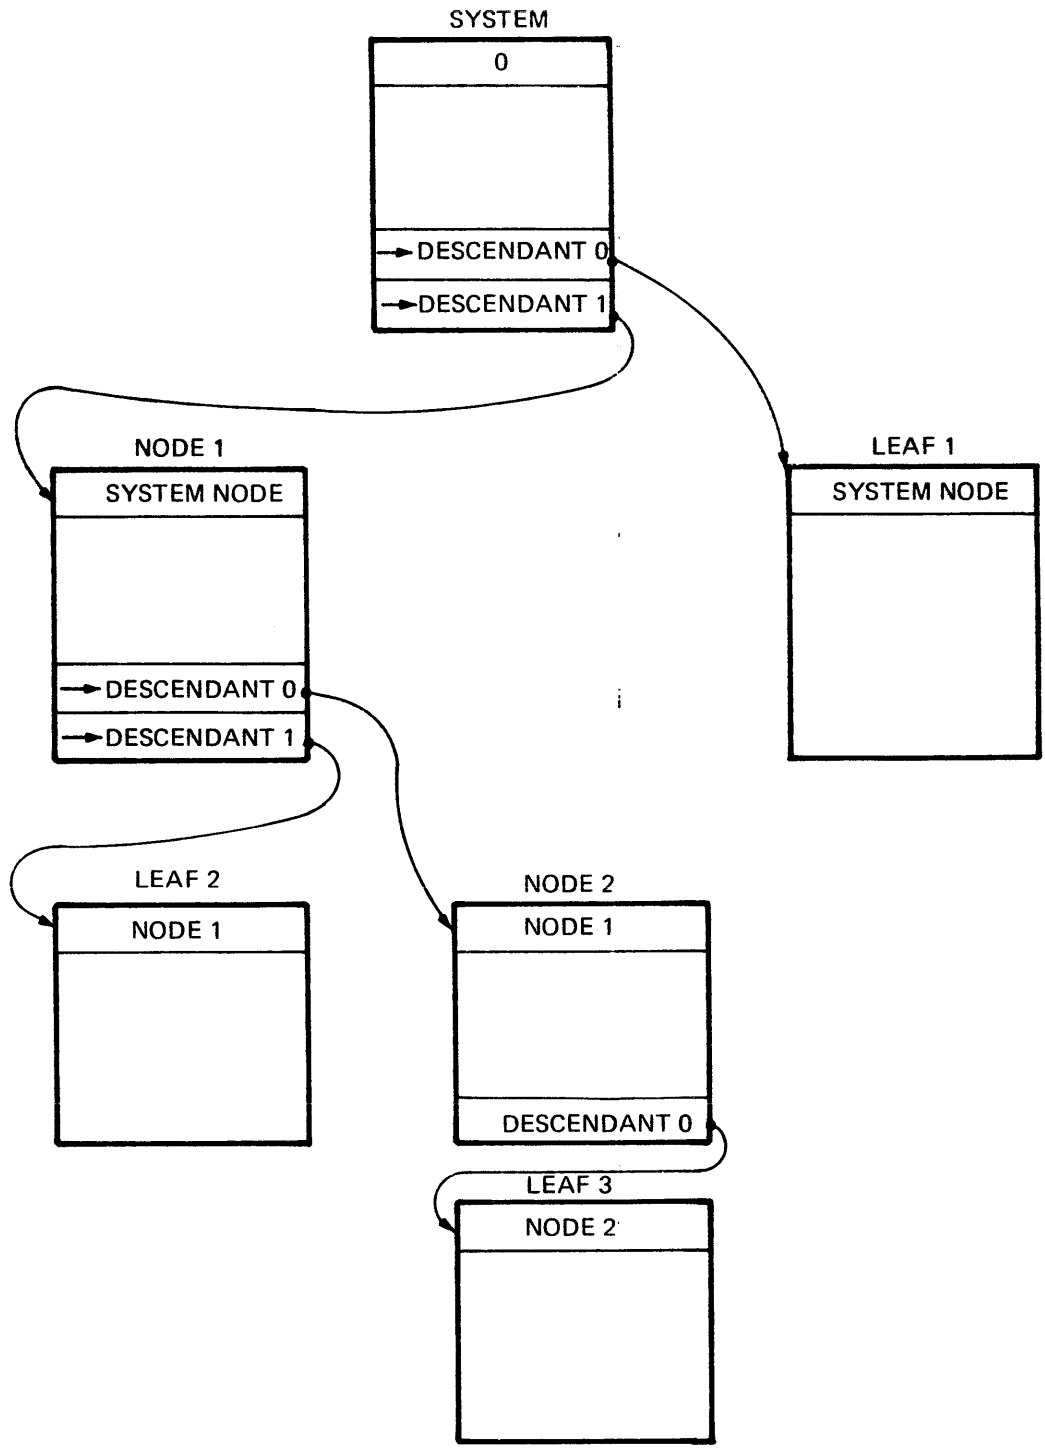 SYSTEM
0
DESCENDANT 0
DESCENDANT 1
NODE 1
SYSTEM NODE
DESCENDANT 0
DESCENDANT 1
LEAF 1
SYSTEM NODE
LEAF 2
NODE 1
NODE 2
NODE 1
DESCENDANT 0
LEAF 3
NODE 2